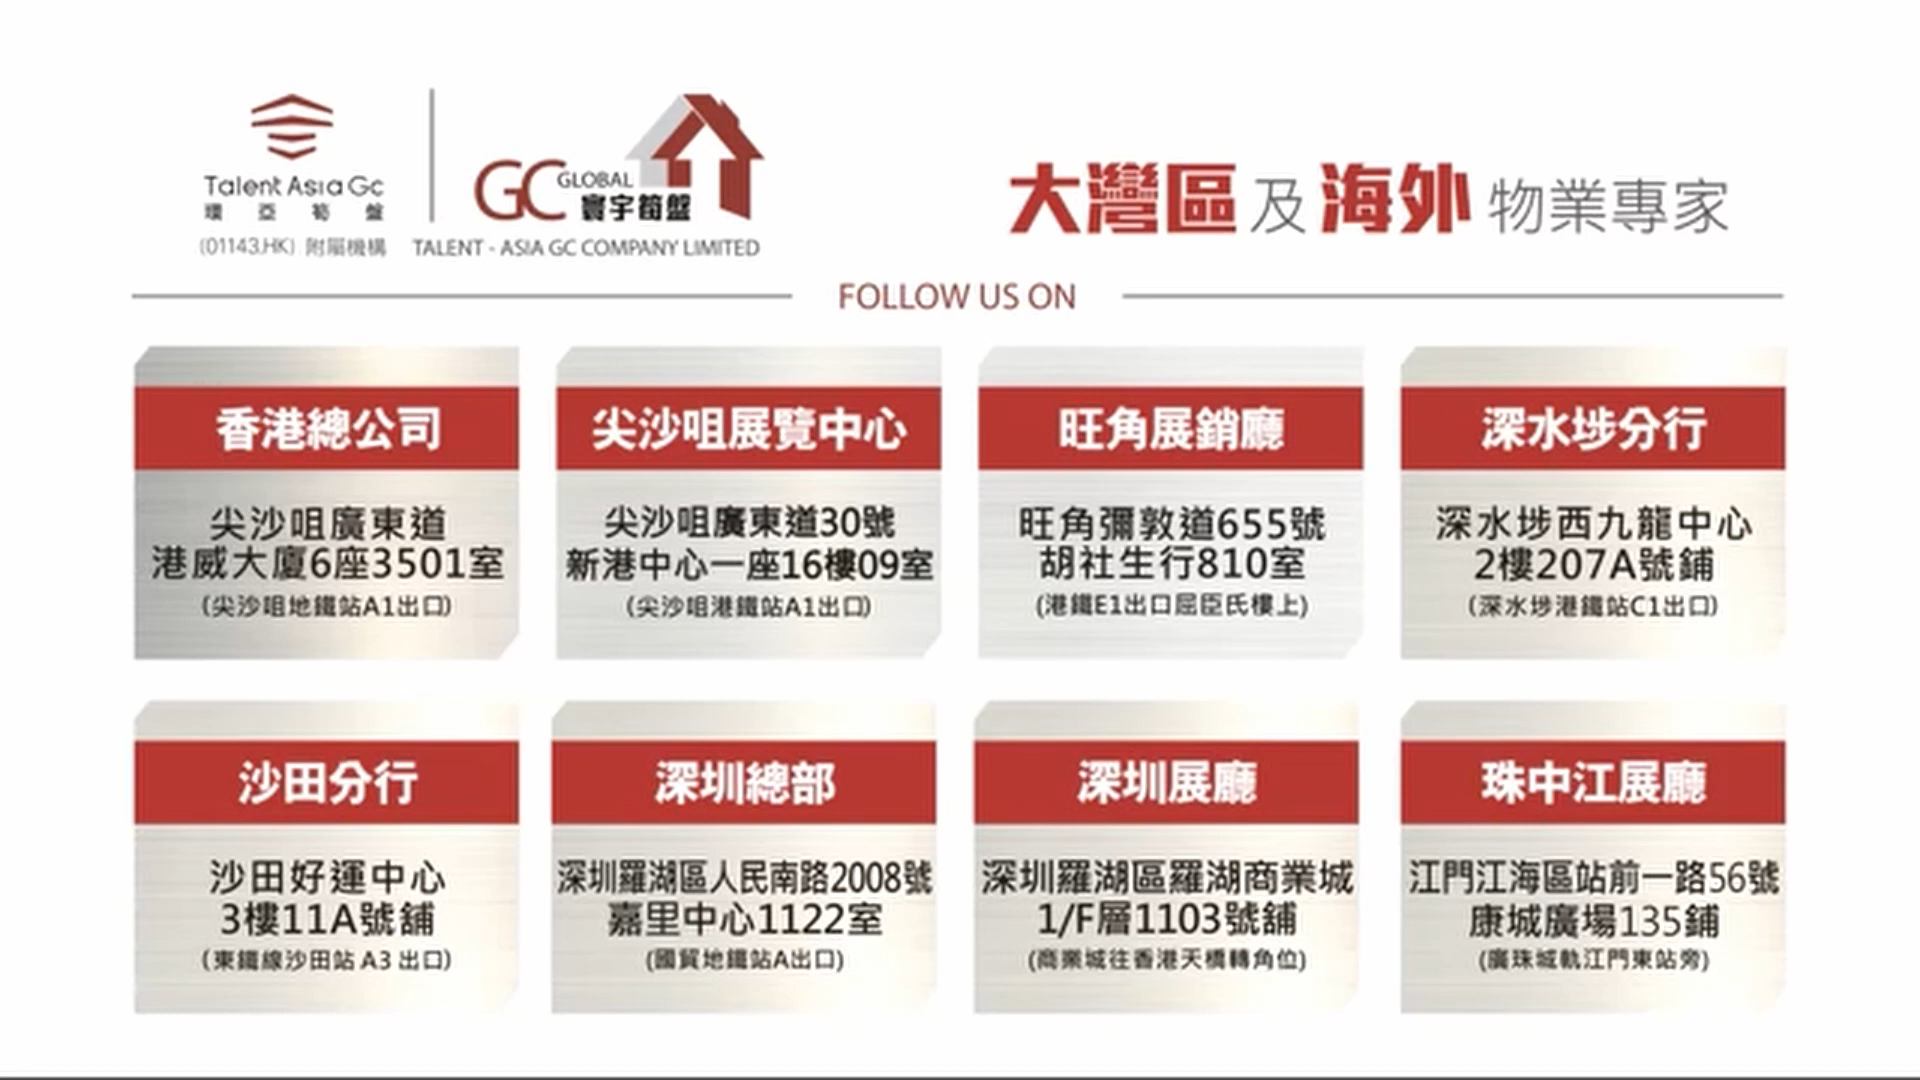 Talent Asia Gc
環亞筍盤
(01143.HK) 附屬機構
GC GLOBAL
寰宇筍盤
TALENT - ASIA GC COMPANY LIMITED
大灣區及海外物業專家
FOLLOW US ON
香港總公司
尖沙咀廣東道
港威大廈6座3501室
(尖沙咀地鐵站A1出口)
尖沙咀展覽中心
尖沙咀廣東道30號
新港中心一座16樓09室
(尖沙咀港鐵站A1出口)
旺角展銷廳
旺角彌敦道655號
胡社生行810室
(港鐵E1出口屈臣氏樓上)
深水埗分行
深水埗西九龍中心
2樓207A號鋪
(深水埗港鐵站C1出口)
沙田分行
沙田好運中心
3樓11A號舖
(東鐵線沙田站 A3 出口)
深圳總部
深圳羅湖區人民南路2008號
嘉里中心1122室
(國貿地鐵站A出口)
深圳展廳
深圳羅湖區羅湖商業城
1/F層1103號舖
(商業城往香港天橋轉角位)
珠中江展廳
江門江海區站前一路56號
康城廣場135鋪
(廣珠城軌江門東站旁)